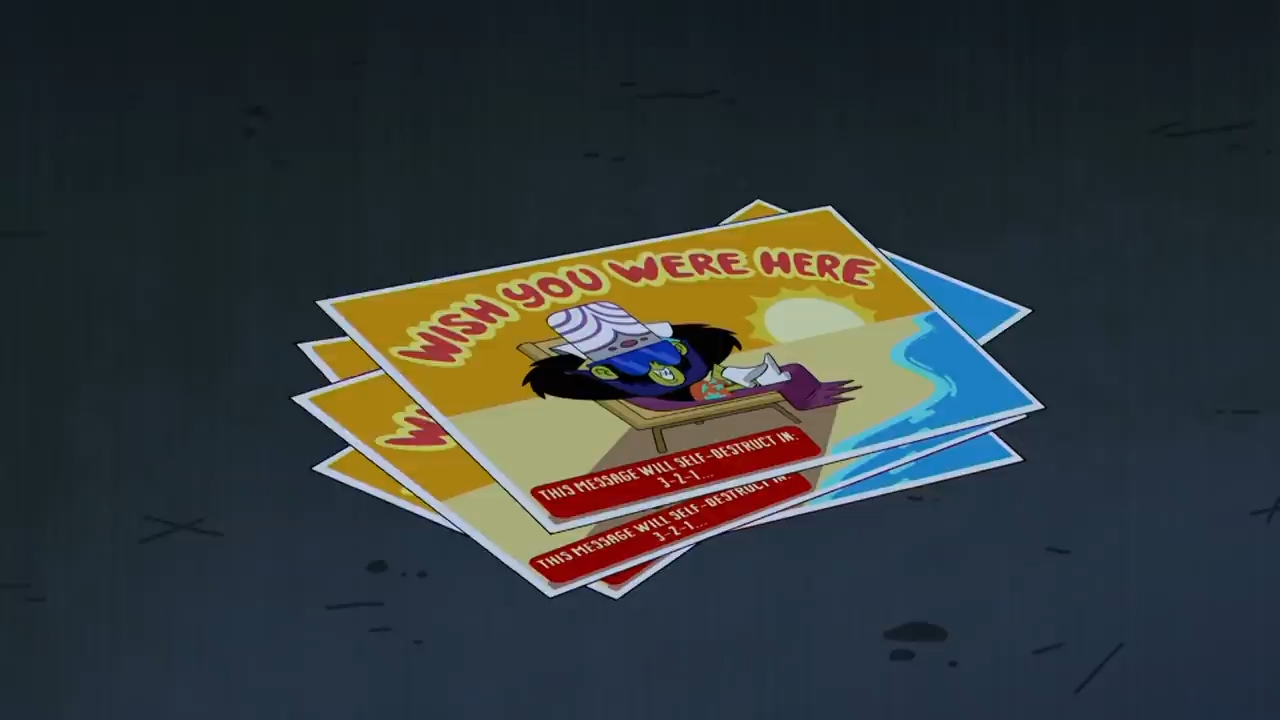 WISH YOU WERE HERE
THIS MESSAGE WILL SELF-DESTRUCT IN:
3-2-1...
THIS MESSAGE WILL SELF-DESTRUCT IN:
3-2-1...